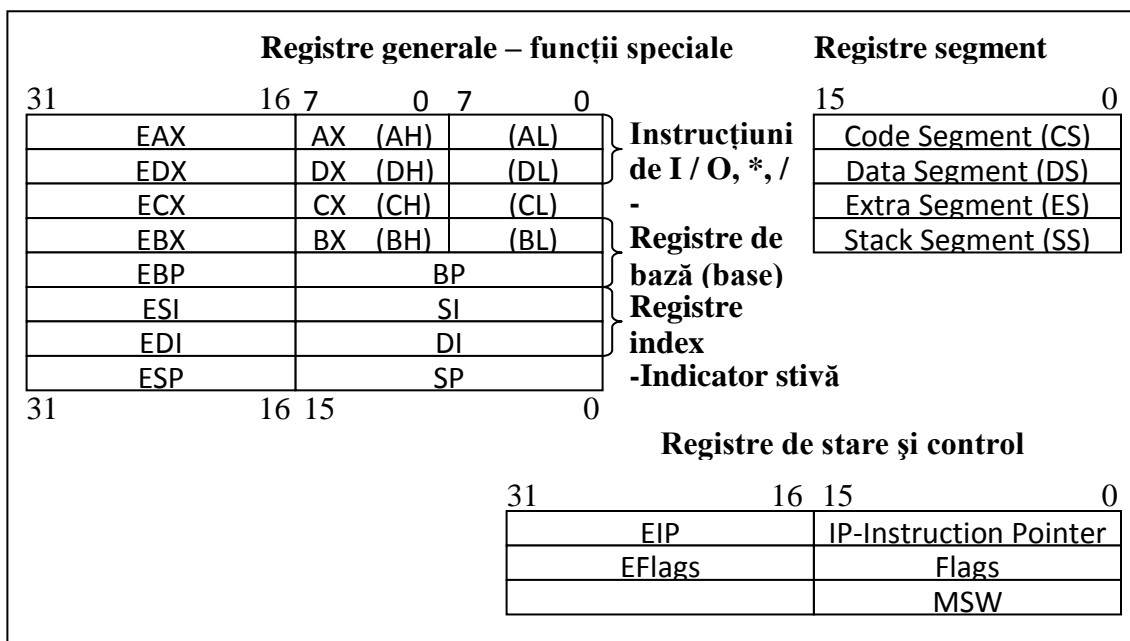 Registre generale – funcții speciale Registre segment
31 16 7 0 7 0 15 0
EAX AX (AH) (AL) Instrucțiuni Code Segment (CS)
EDX DX (DH) (DL) de I / O, *, / Data Segment (DS)
ECX CX (CH) (CL) - Extra Segment (ES)
EBX BX (BH) (BL) Registre de Stack Segment (SS)
EBP BP bază (base)
ESI SI Registre
EDI DI index
ESP SP -Indicator stivă
31 16 15 0
Registre de stare şi control
31 16 15 0
EIP IP-Instruction Pointer
EFlags Flags
MSW